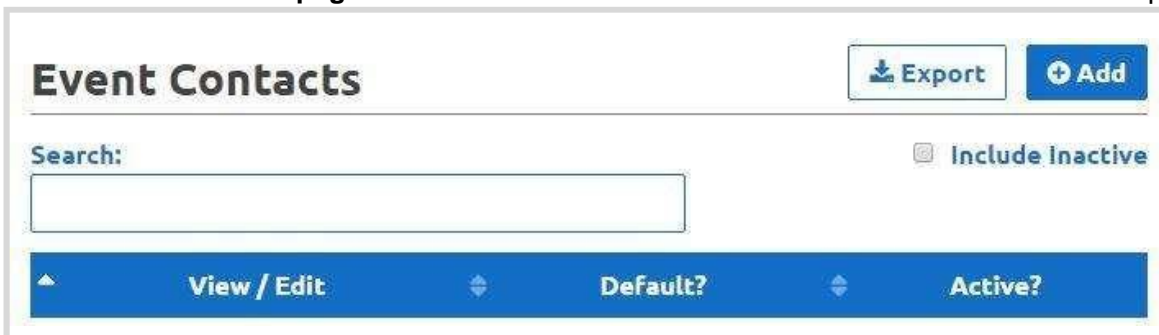 Event Contacts
Export
Add
Search:
Include Inactive
View / Edit
Default?
Active?